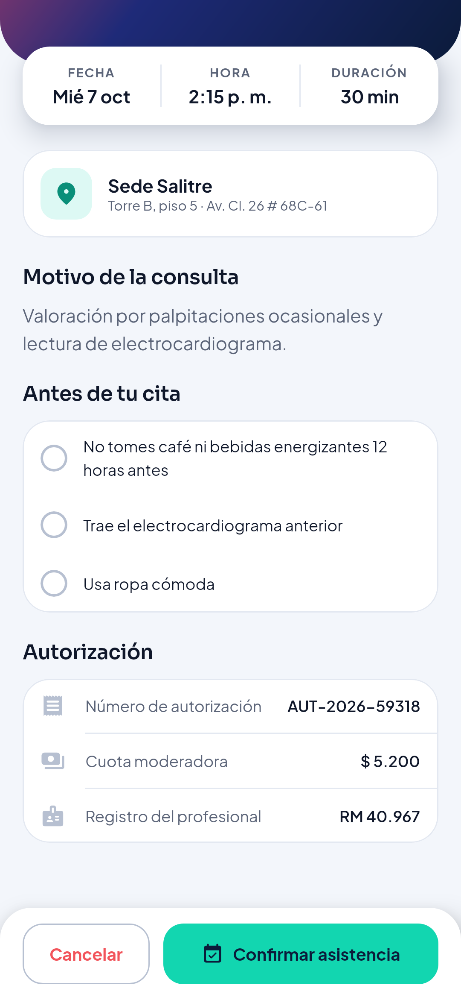 FECHA
Mié 7 oct
HORA
2:15 p. m.
DURACIÓN
30 min
Sede Salitre
Torre B, piso 5 · Av. Cl. 26 # 68C-61
Motivo de la consulta
Valoración por palpitaciones ocasionales y
lectura de electrocardiograma.
Antes de tu cita
No tomes café ni bebidas energizantes 12
horas antes
Trae el electrocardiograma anterior
Usa ropa cómoda
Autorización
Número de autorización AUT-2026-59318
Cuota moderadora $ 5.200
Registro del profesional RM 40.967
Cancelar
Confirmar asistencia